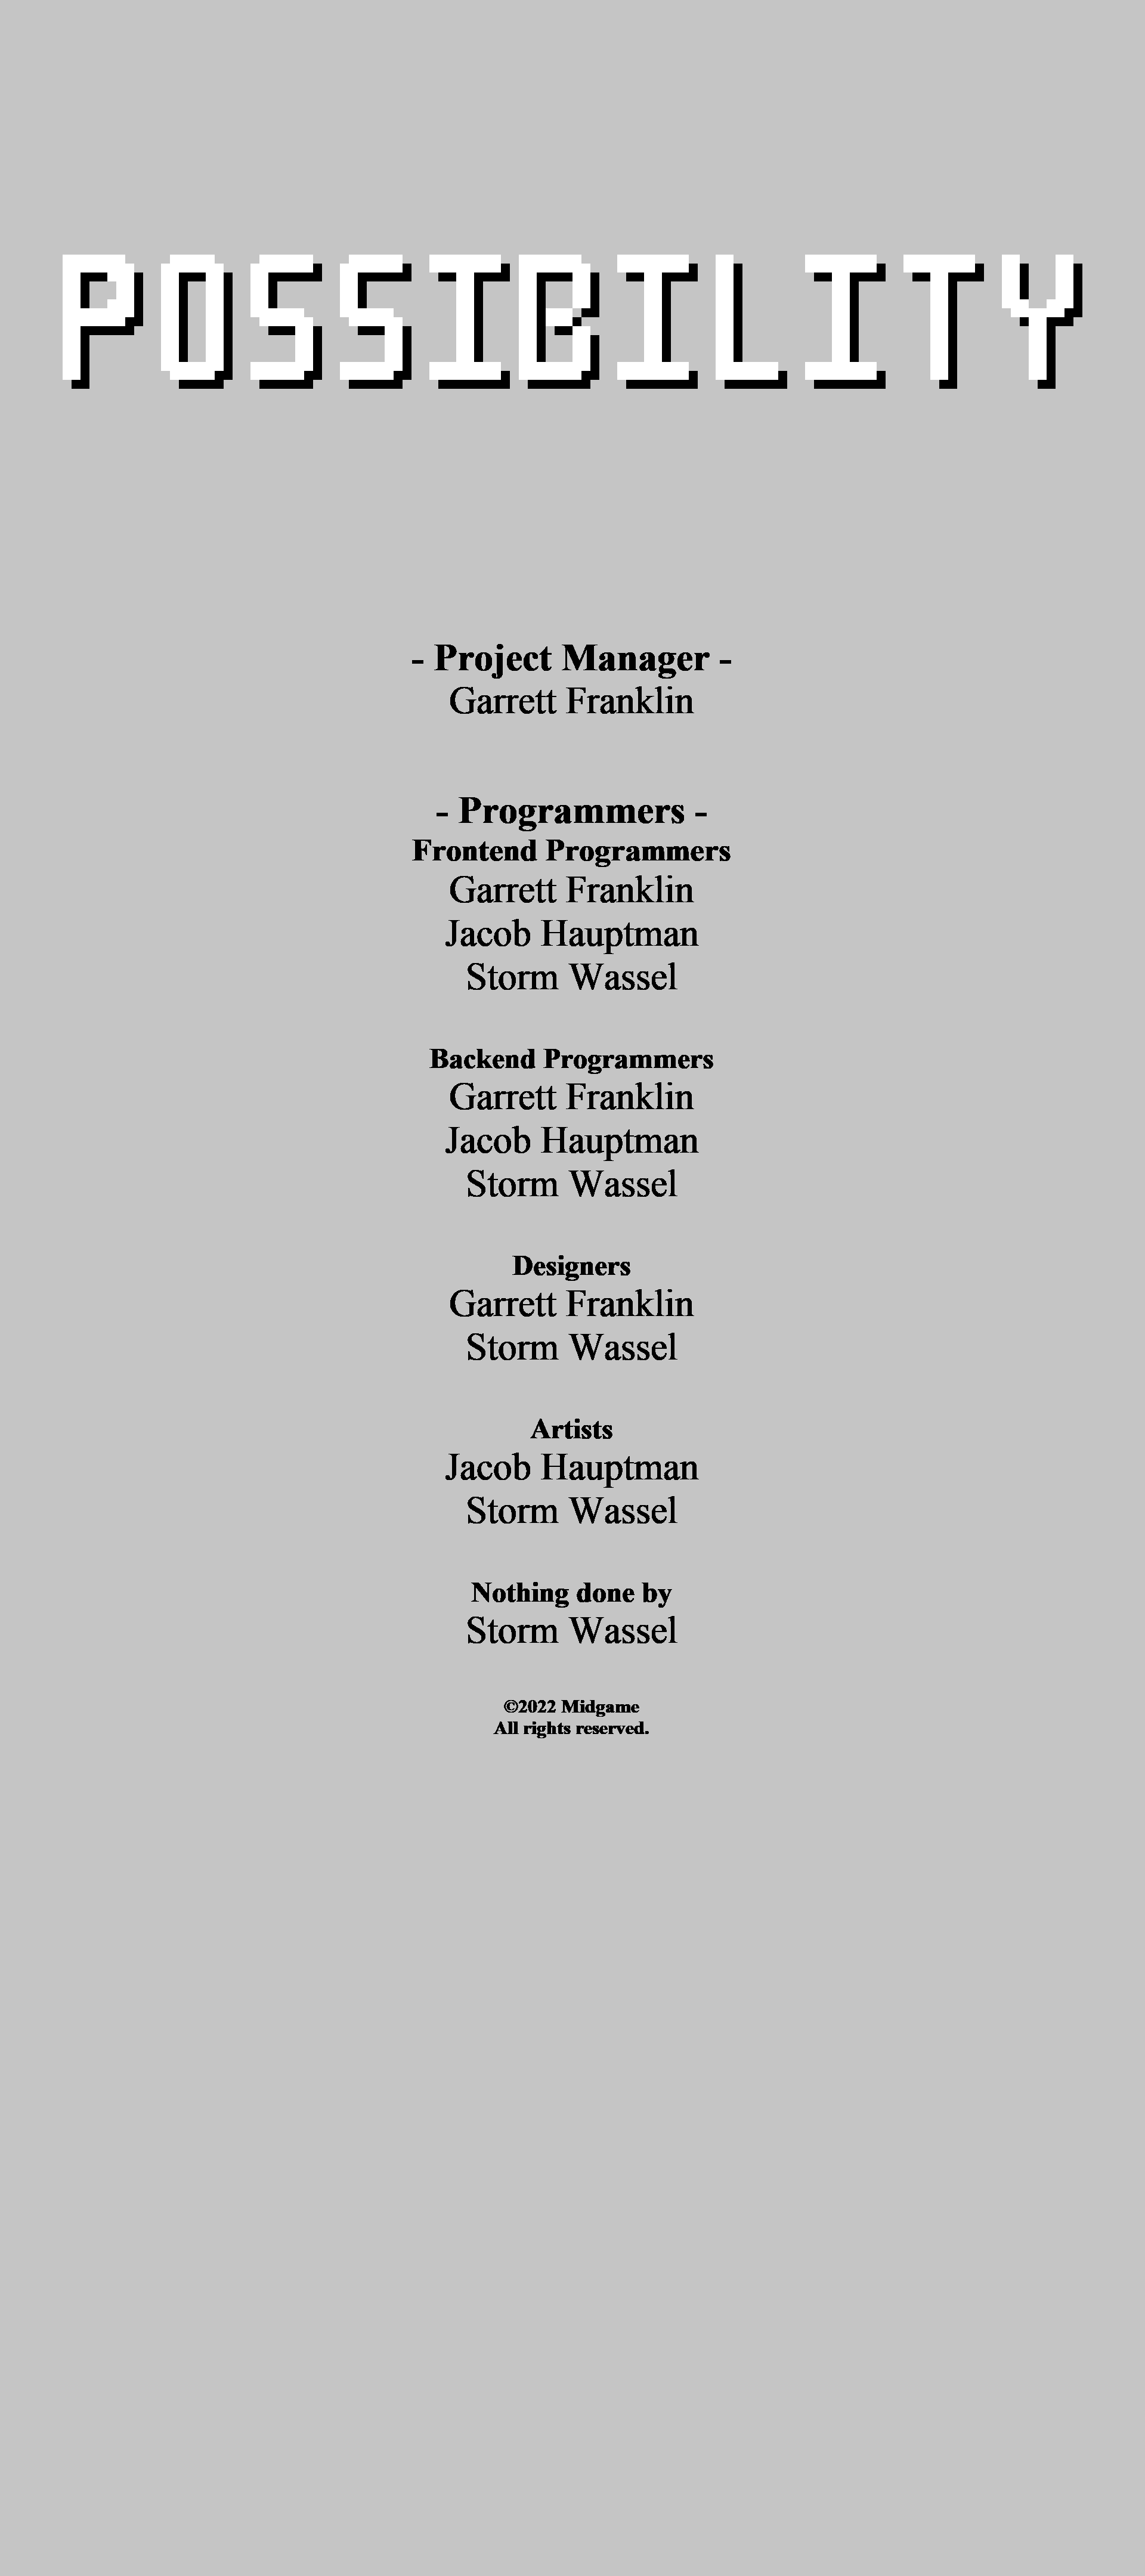 POSSIBILITY
- Project Manager -
Garrett Franklin
- Programmers -
Frontend Programmers
Garrett Franklin
Jacob Hauptman
Storm Wassel
Backend Programmers
Garrett Franklin
Jacob Hauptman
Storm Wassel
Designers
Garrett Franklin
Storm Wassel
Artists
Jacob Hauptman
Storm Wassel
Nothing done by
Storm Wassel
©2022 Midgame
All rights reserved.